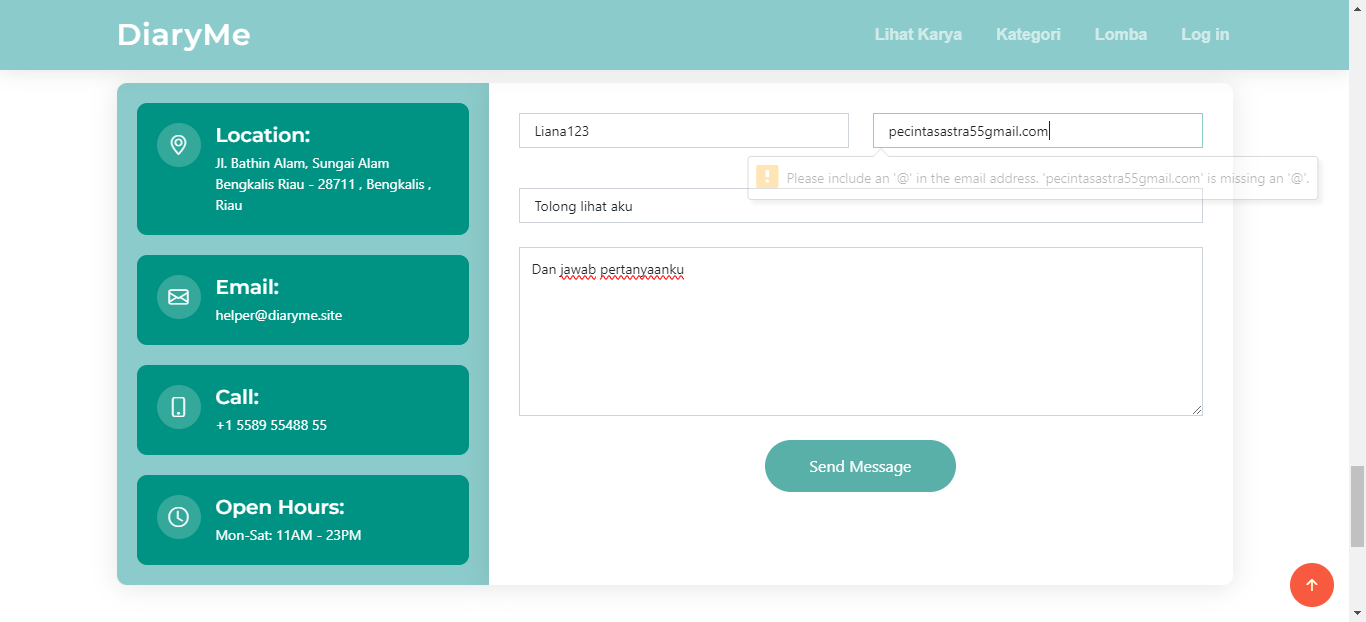 DiaryMe
Lihat Karya
Kategori
Lomba
Log in
Location:
Jl. Bathin Alam, Sungai Alam
Bengkalis Riau - 28711 , Bengkalis ,
Riau
Email:
helper@diaryme.site
Call:
+1 5589 55488 55
Open Hours:
Mon-Sat: 11AM - 23PM
Liana123
pecintasastra55gmail.com
Please include an '@' in the email address. 'pecintasastra55gmail.com' is missing an '@'.
Tolong lihat aku
Dan jawab pertanyaanku
Send Message